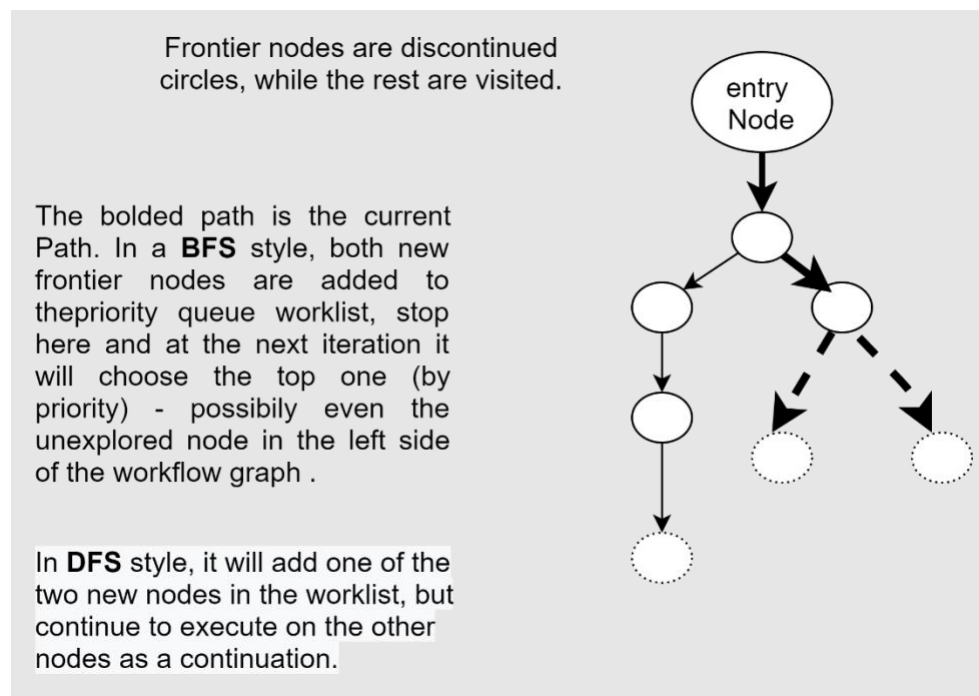 Frontier nodes are discontinued
circles, while the rest are visited.
entry
Node
The bolded path is the current
Path. In a BFS style, both new
frontier nodes are added to
thepriority queue worklist, stop
here and at the next iteration it
will choose the top one (by
priority) - possibily even the
unexplored node in the left side
of the workflow graph .
In DFS style, it will add one of the
two new nodes in the worklist, but
continue to execute on the other
nodes as a continuation.